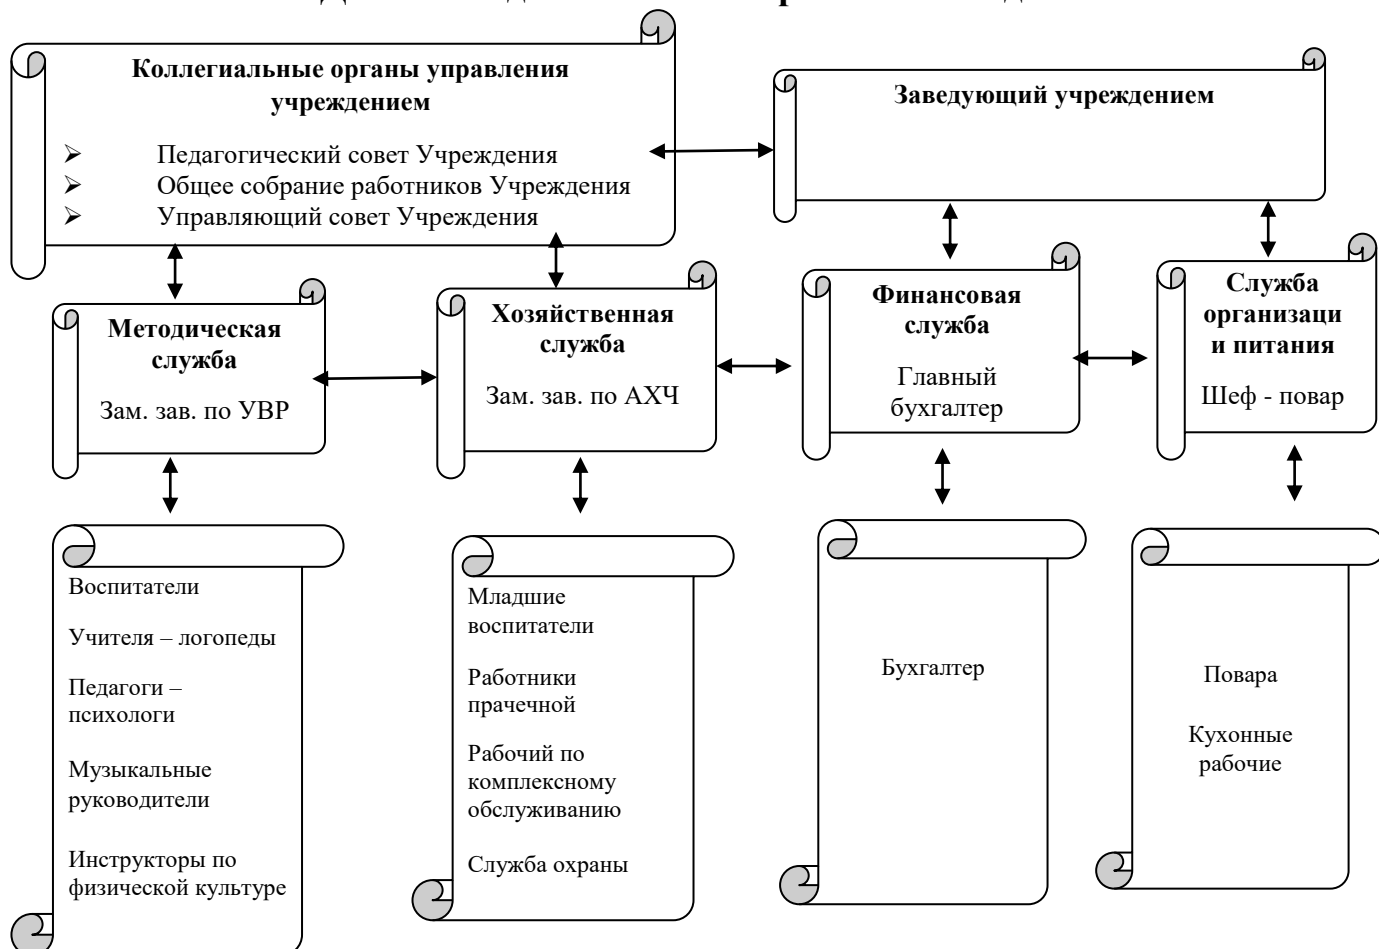 Коллегиальные органы управления
учреждением
➢ Педагогический совет Учреждения
➢ Общее собрание работников Учреждения
➢ Управляющий совет Учреждения
Заведующий учреждением
Методическая
служба
Зам. зав. по УВР
Хозяйственная
служба
Зам. зав. по АХЧ
Финансовая
служба
Главный
бухгалтер
Служба
организаци
и питания
Шеф - повар
Воспитатели
Учителя – логопеды
Педагоги –
психологи
Музыкальные
руководители
Инструкторы по
физической культуре
Младшие
воспитатели
Работники
прачечной
Рабочий по
комплексному
обслуживанию
Служба охраны
Бухгалтер
Повара
Кухонные
рабочие